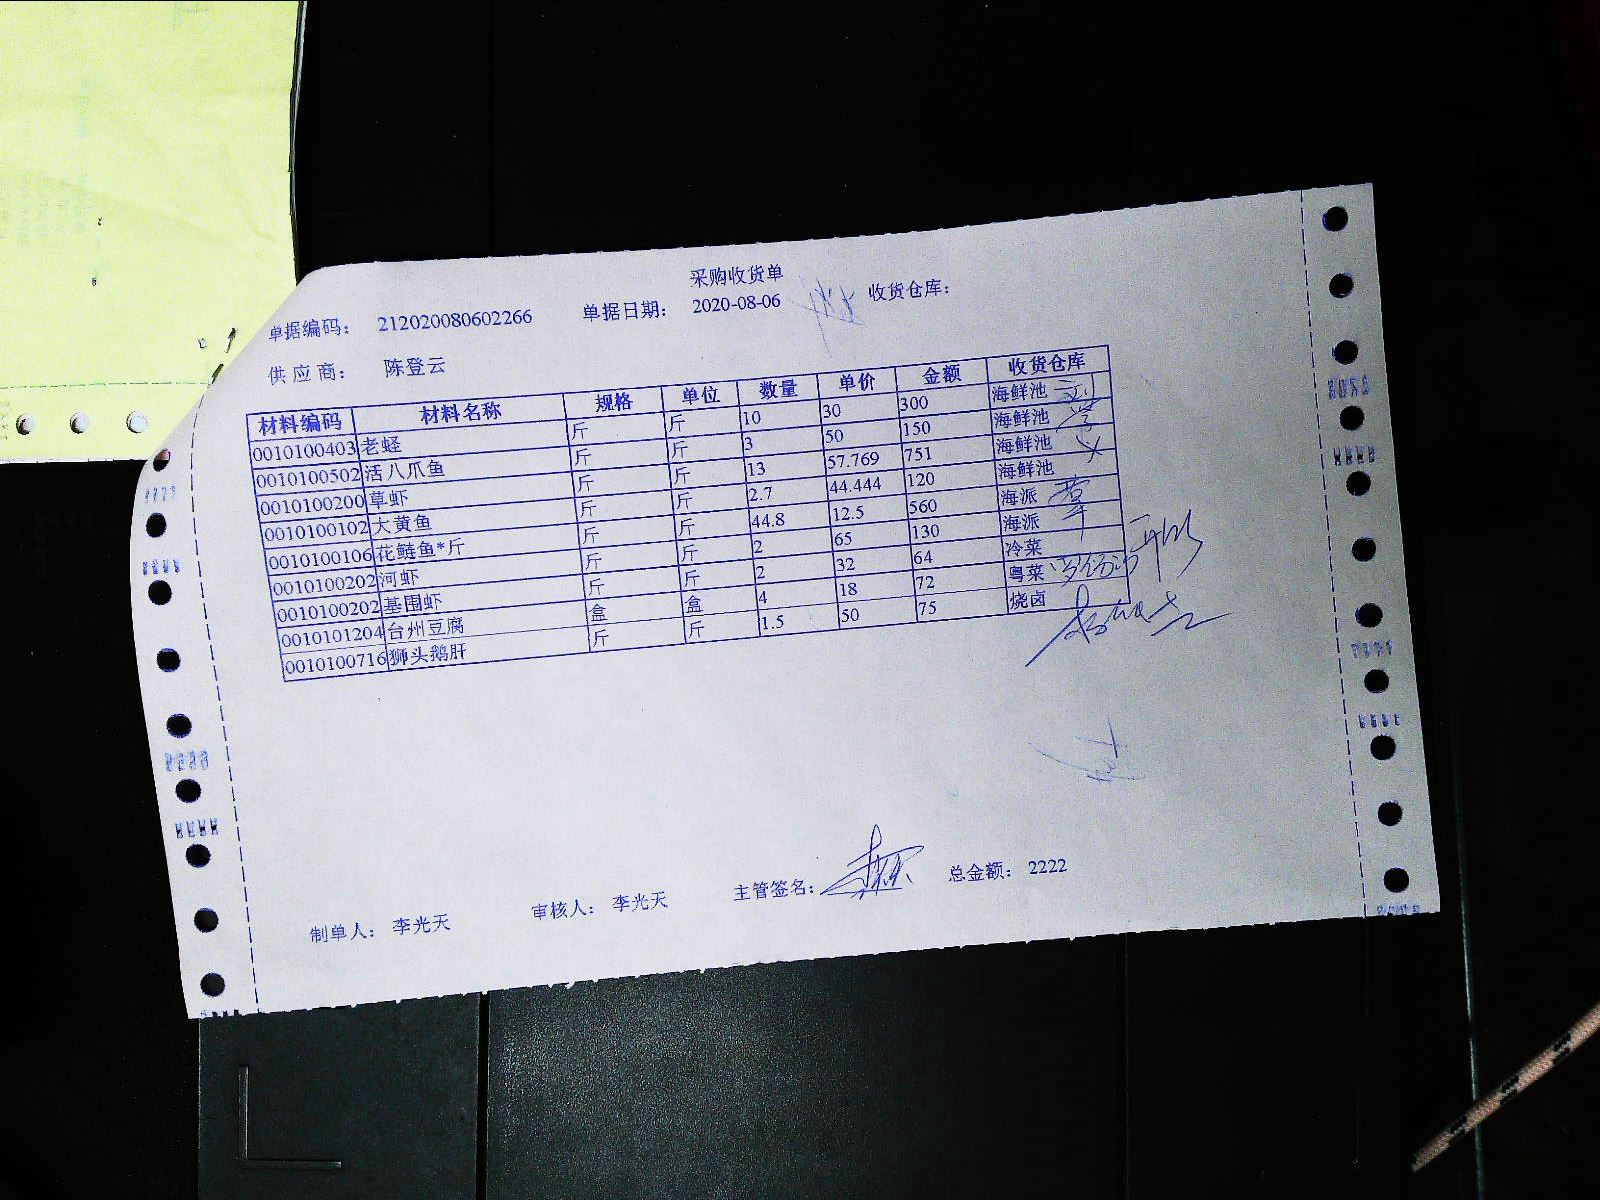 采购收货单
单据编码: 212020080602266 单据日期: 2020-08-06 收货仓库:
供应商: 陈登云
材料编码 材料名称 规格 单位 数量 单价 金额 收货仓库
0010100403 老蛏 斤 斤 10 30 300 海鲜池
0010100502 活八爪鱼 斤 斤 3 50 150 海鲜池
0010100200 草虾 斤 斤 13 57.769 751 海鲜池
0010100102 大黄鱼 斤 斤 2.7 44.444 120 海鲜池
0010100106 花鲢鱼*斤 斤 斤 44.8 12.5 560 海派
0010100202 河虾 斤 斤 2 65 130 海派
0010100202 基围虾 斤 斤 2 32 64 冷菜
0010101204 台州豆腐 盒 盒 4 18 72 粤菜
0010100716 狮头鹅肝 斤 斤 1.5 50 75 烧卤
制单人: 李光天 审核人: 李光天 主管签名: 总金额: 2222